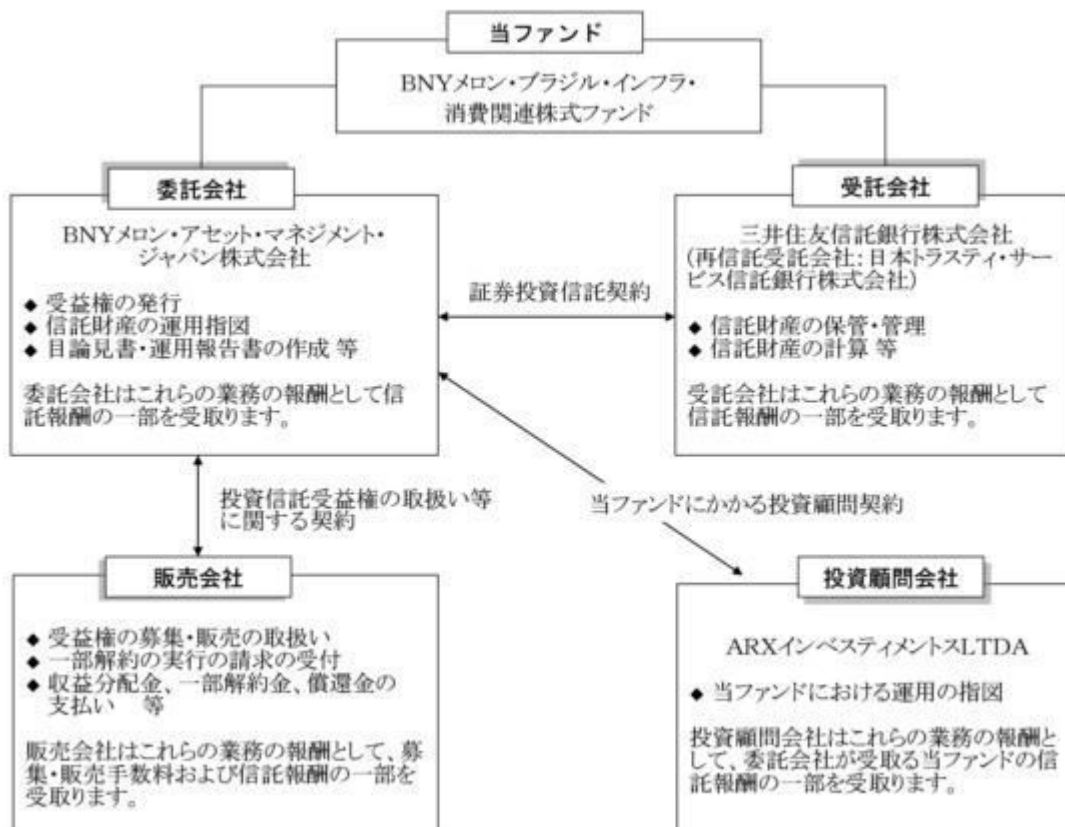 当ファンド
BNYメロン・ブラジル・インフラ・
消費関連株式ファンド
委託会社
BNYメロン・アセット・マネジメント・
ジャパン株式会社
◆ 受益権の発行
◆ 信託財産の運用指図
◆ 目論見書・運用報告書の作成 等
委託会社はこれらの業務の報酬として信
託報酬の一部を受取ります。
証券投資信託契約
受託会社
三井住友信託銀行株式会社
(再信託受託会社:日本トラスティ・サー
ビス信託銀行株式会社)
◆ 信託財産の保管・管理
◆ 信託財産の計算 等
受託会社はこれらの業務の報酬として
信託報酬の一部を受取ります。
投資信託受益権の取扱い等
に関する契約
当ファンドにかかる投資顧問契約
販売会社
◆ 受益権の募集・販売の取扱い
◆ 一部解約の実行の請求の受付
◆ 収益分配金、一部解約金、償還金の
支払い 等
販売会社はこれらの業務の報酬として、募
集・販売手数料および信託報酬の一部を
受取ります。
投資顧問会社
ARXインベスティメントスLTDA
◆ 当ファンドにおける運用の指図
投資顧問会社はこれらの業務の報酬と
して、委託会社が受取る当ファンドの信
託報酬の一部を受取ります。